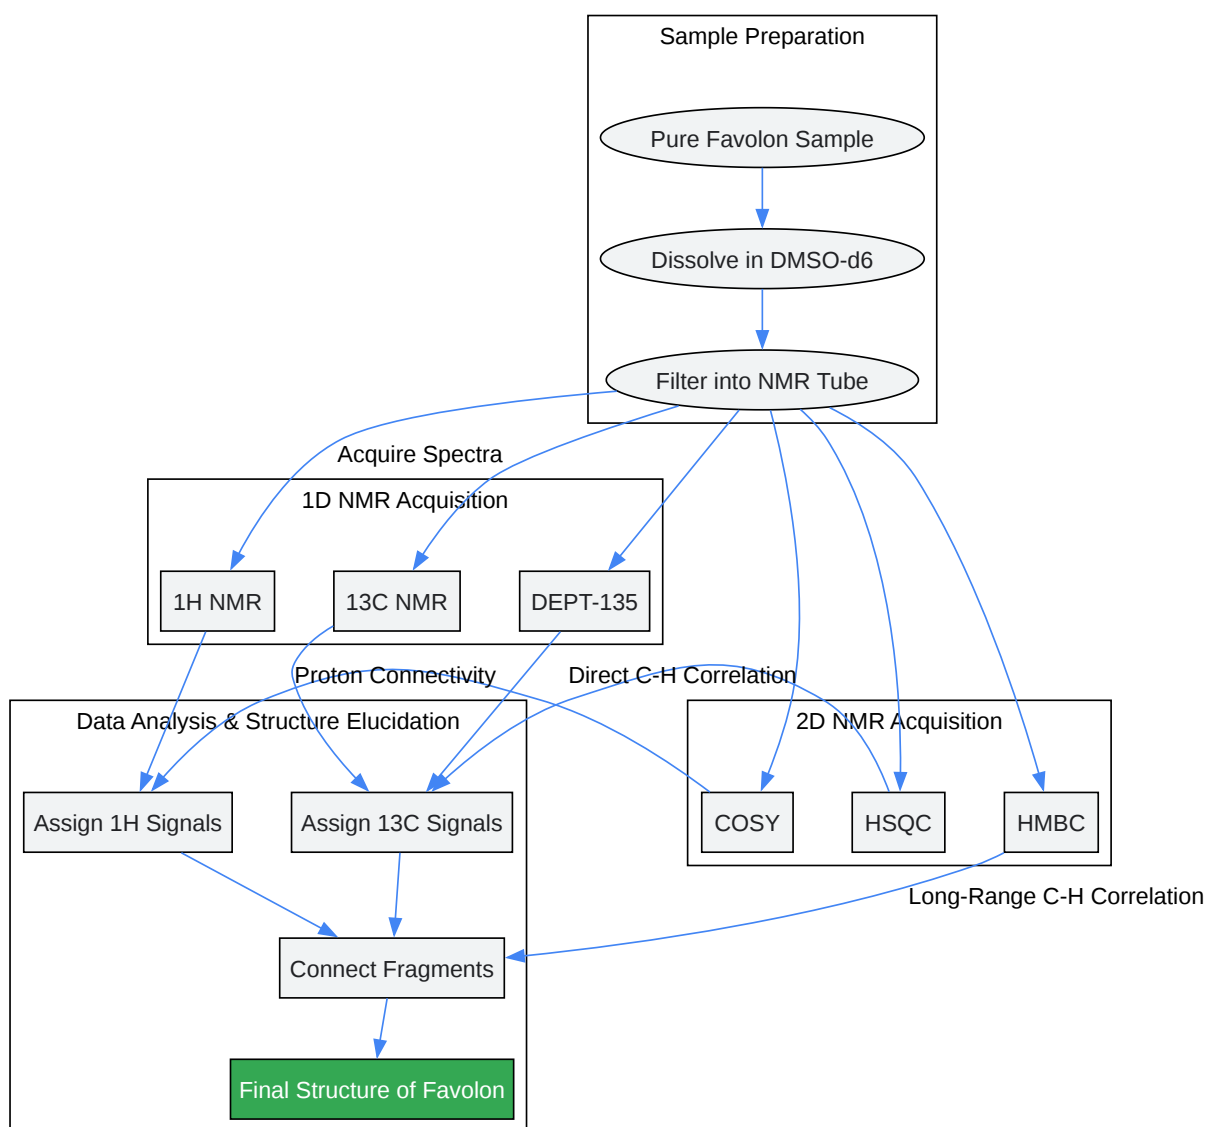 Sample Preparation
Pure Favolon Sample
Dissolve in DMSO-d6
Filter into NMR Tube
Acquire Spectra
1D NMR Acquisition
1H NMR
13C NMR
DEPT-135
Proton Connectivity
Direct C-H Correlation
Data Analysis & Structure Elucidation
2D NMR Acquisition
Assign 1H Signals
Assign 13C Signals
COSY
HSQC
HMBC
Long-Range C-H Correlation
Connect Fragments
Final Structure of Favolon